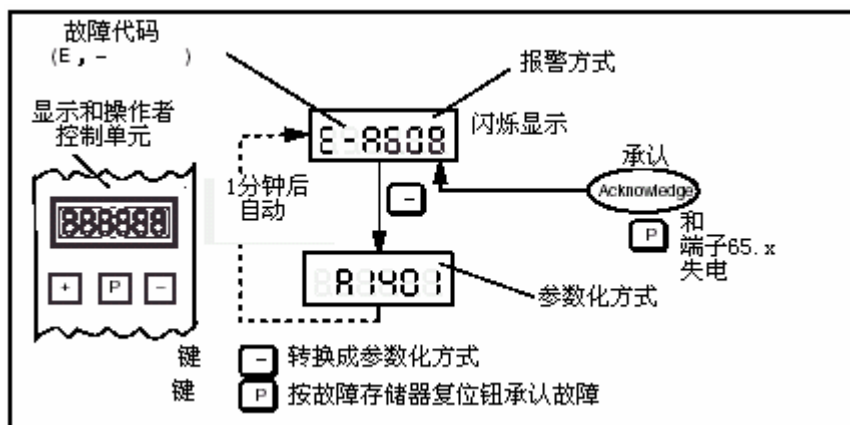 故障代码
(E,-      )
报警方式
显示和操作者
控制单元
E-A608
闪烁显示
承认
Acknowledge
1分钟后
自动
-
P
和
端子65.x
失电
888888
+ P -
A1401
参数化方式
键 - 转换成参数化方式
键 P 按故障存储器复位钮承认故障